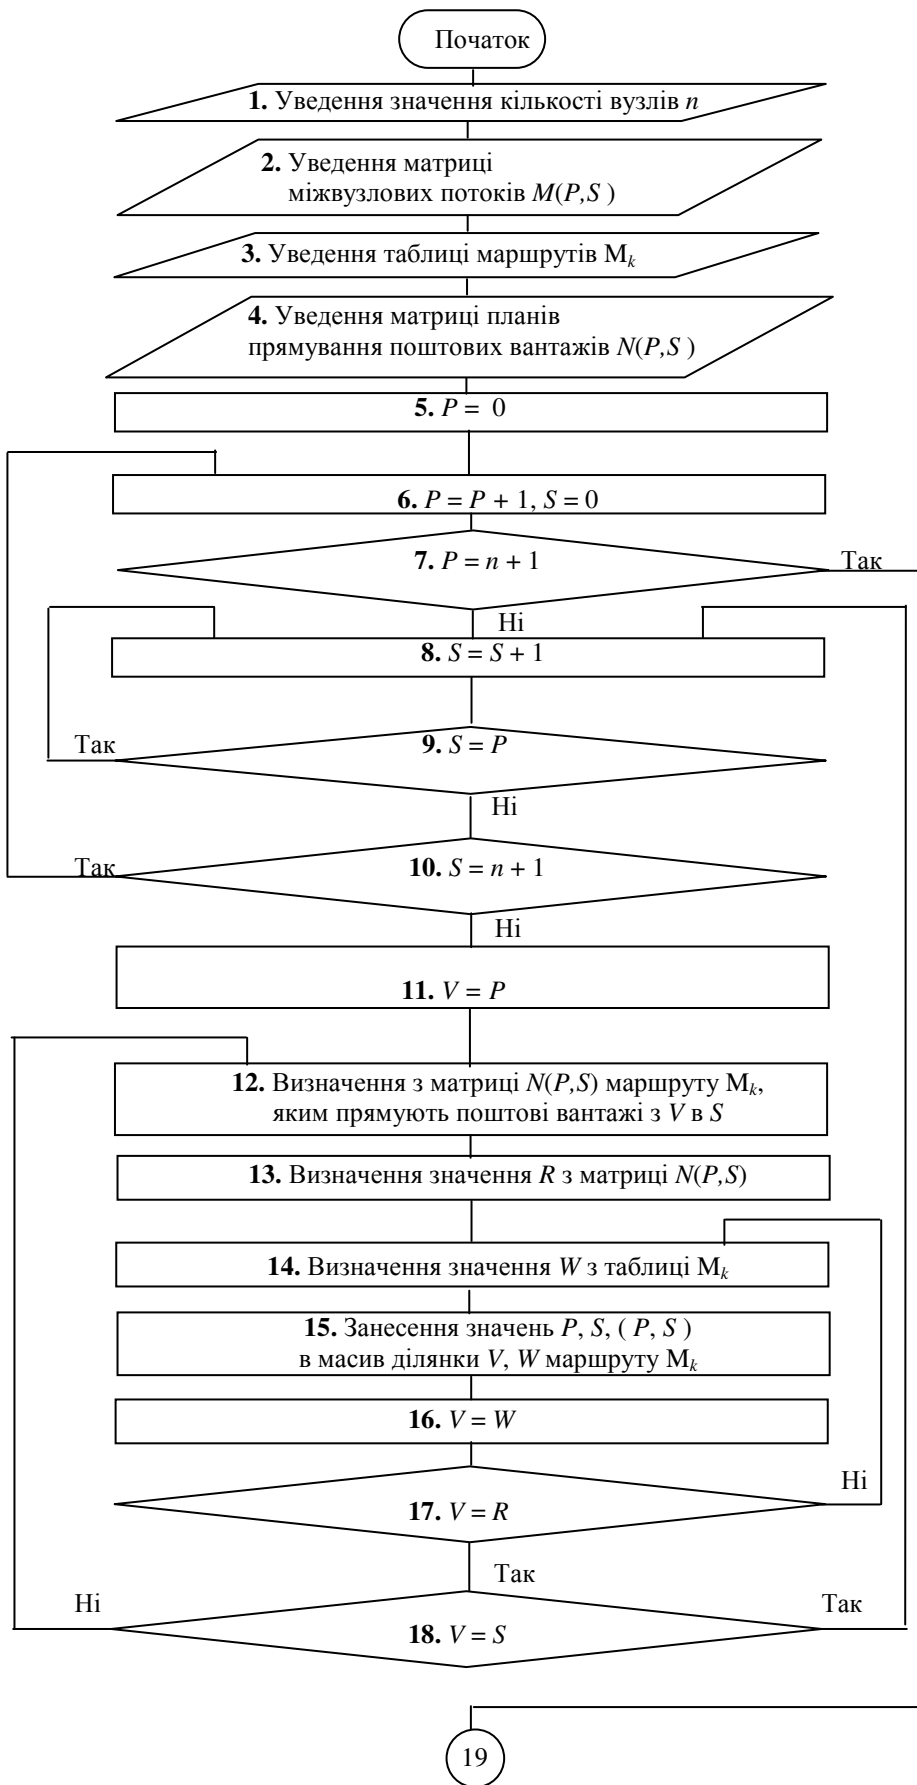 Початок
1. Уведення значення кількості вузлів n
2. Уведення матриці
міжвузлових потоків M(P,S )
3. Уведення таблиці маршрутів Mk
4. Уведення матриці планів
прямування поштових вантажів N(P,S )
5. P = 0
6. P = P + 1, S = 0
7. P = n + 1
Так
Ні
8. S = S + 1
9. S = P
Так
Ні
10. S = n + 1
Так
Ні
11. V = P
12. Визначення з матриці N(P,S) маршруту Mk,
яким прямують поштові вантажі з V в S
13. Визначення значення R з матриці N(P,S)
14. Визначення значення W з таблиці Mk
15. Занесення значень P, S, ( P, S )
в масив ділянки V, W маршруту Mk
16. V = W
17. V = R
Ні
Так
18. V = S
Ні
Так
19